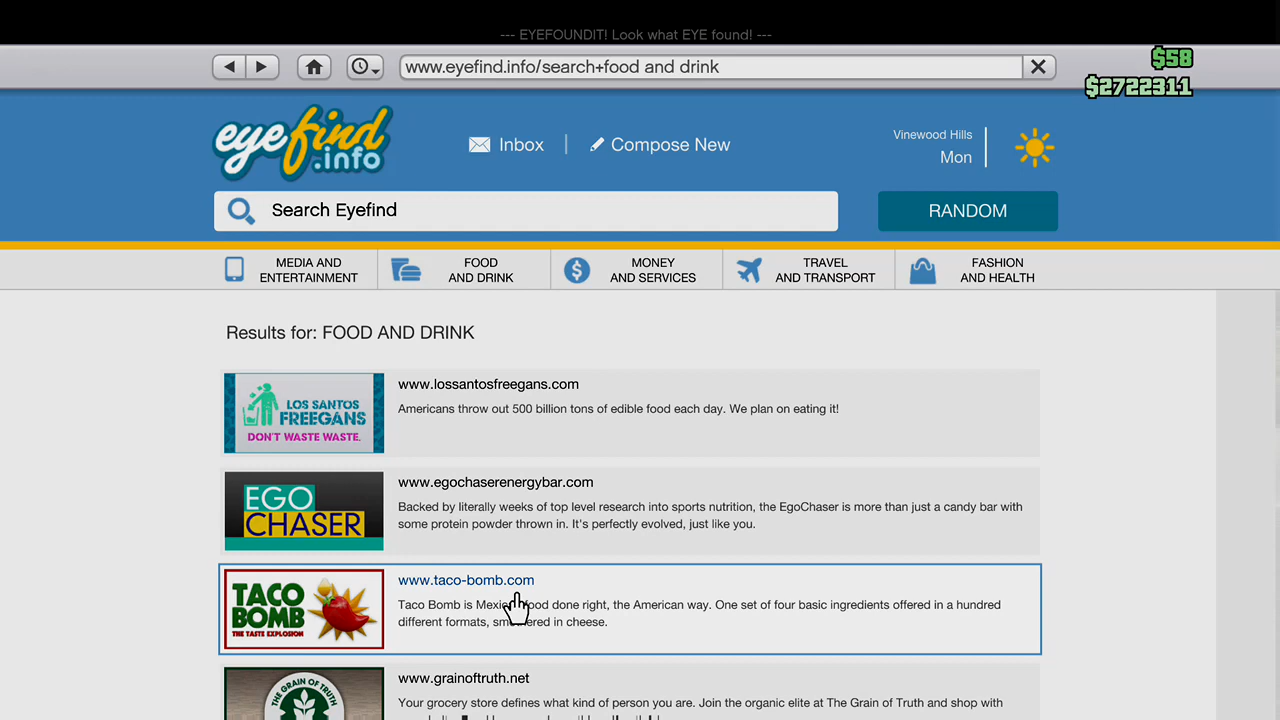 --- EYEFOUNDIT! Look what EYE found! ---
www.eyefind.info/search+food and drink
$58
$2722311
eyefind
.info
Inbox
Compose New
Vinewood Hills
Mon
Search Eyefind
RANDOM
MEDIA AND
ENTERTAINMENT
FOOD
AND DRINK
MONEY
AND SERVICES
TRAVEL
AND TRANSPORT
FASHION
AND HEALTH
Results for: FOOD AND DRINK
LOS SANTOS
FREEGANS
DON'T WASTE WASTE.
www.lossantosfreegans.com
Americans throw out 500 billion tons of edible food each day. We plan on eating it!
EGO
CHASER
www.egochaserenergybar.com
Backed by literally weeks of top level research into sports nutrition, the EgoChaser is more than just a candy bar with
some protein powder thrown in. It's perfectly evolved, just like you.
TACO
BOMB
THE TASTE EXPLOSION
www.taco-bomb.com
Taco Bomb is Mexican food done right, the American way. One set of four basic ingredients offered in a hundred
different formats, smothered in cheese.
THE GRAIN OF TRUTH
www.grainoftruth.net
Your grocery store defines what kind of person you are. Join the organic elite at The Grain of Truth and shop with